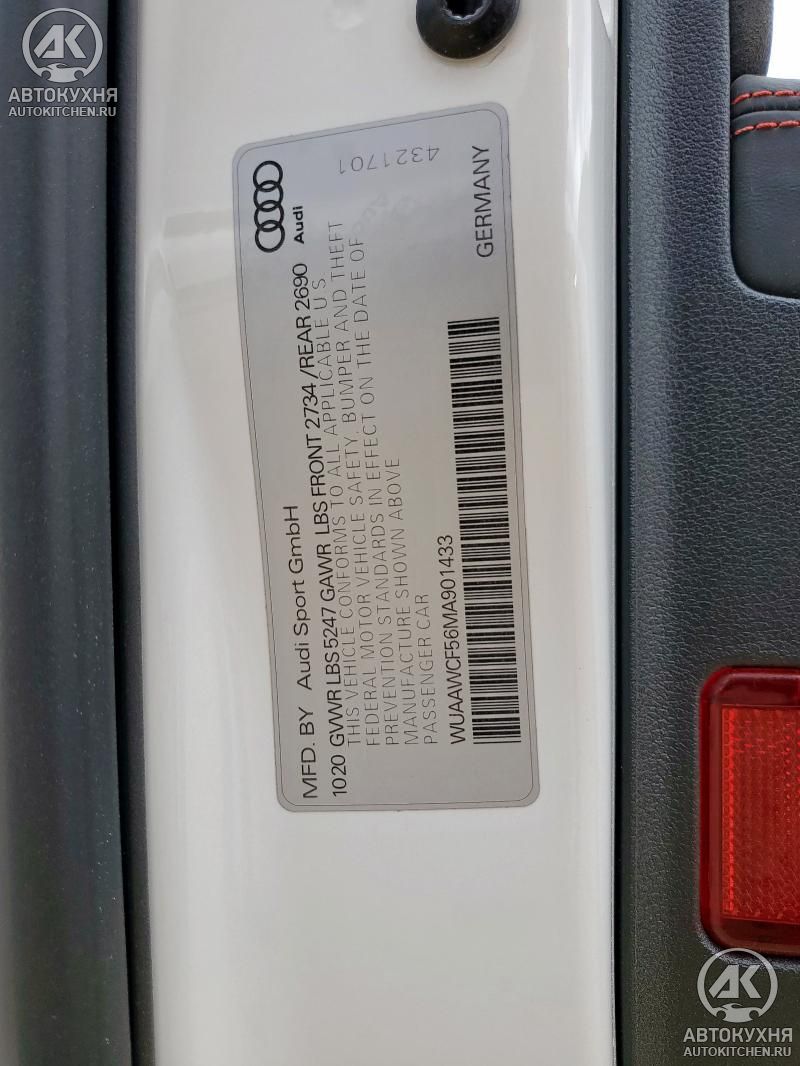 AK
АВТОКУХНЯ
AUTOKITCHEN.RU
MFD. BY Audi Sport GmbH
Audi
4321701
1020 GVWR LBS 5247 GAWR LBS FRONT 2734 / REAR 2690
THIS VEHICLE CONFORMS TO ALL APPLICABLE U S
FEDERAL MOTOR VEHICLE SAFETY, BUMPER AND THEFT
PREVENTION STANDARDS IN EFFECT ON THE DATE OF
MANUFACTURE SHOWN ABOVE
PASSENGER CAR
WUAAWCF56MA901433
GERMANY
AK
АВТОКУХНЯ
AUTOKITCHEN.RU